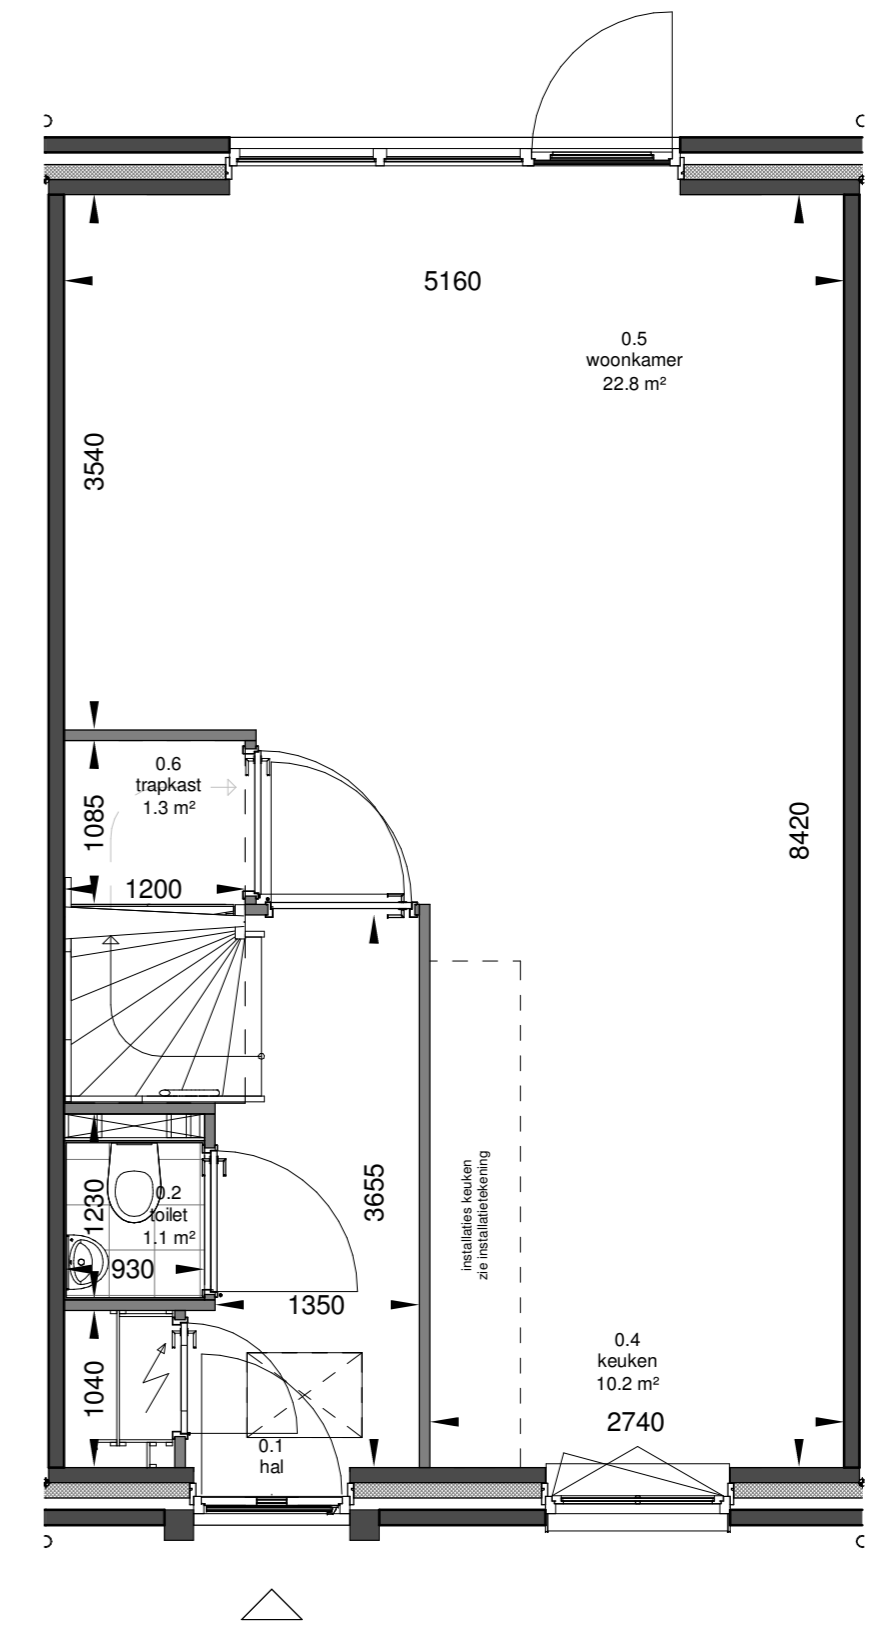 5160
0.5
woonkamer
22.8 m²
3540
0.6
trapkast
1.3 m²
1085
1200
8420
3655
installaties keuken
zie installatietekening
0.2
toilet
1.1 m²
1230
930
1350
1040
0.4
keuken
10.2 m²
2740
0.1
hal